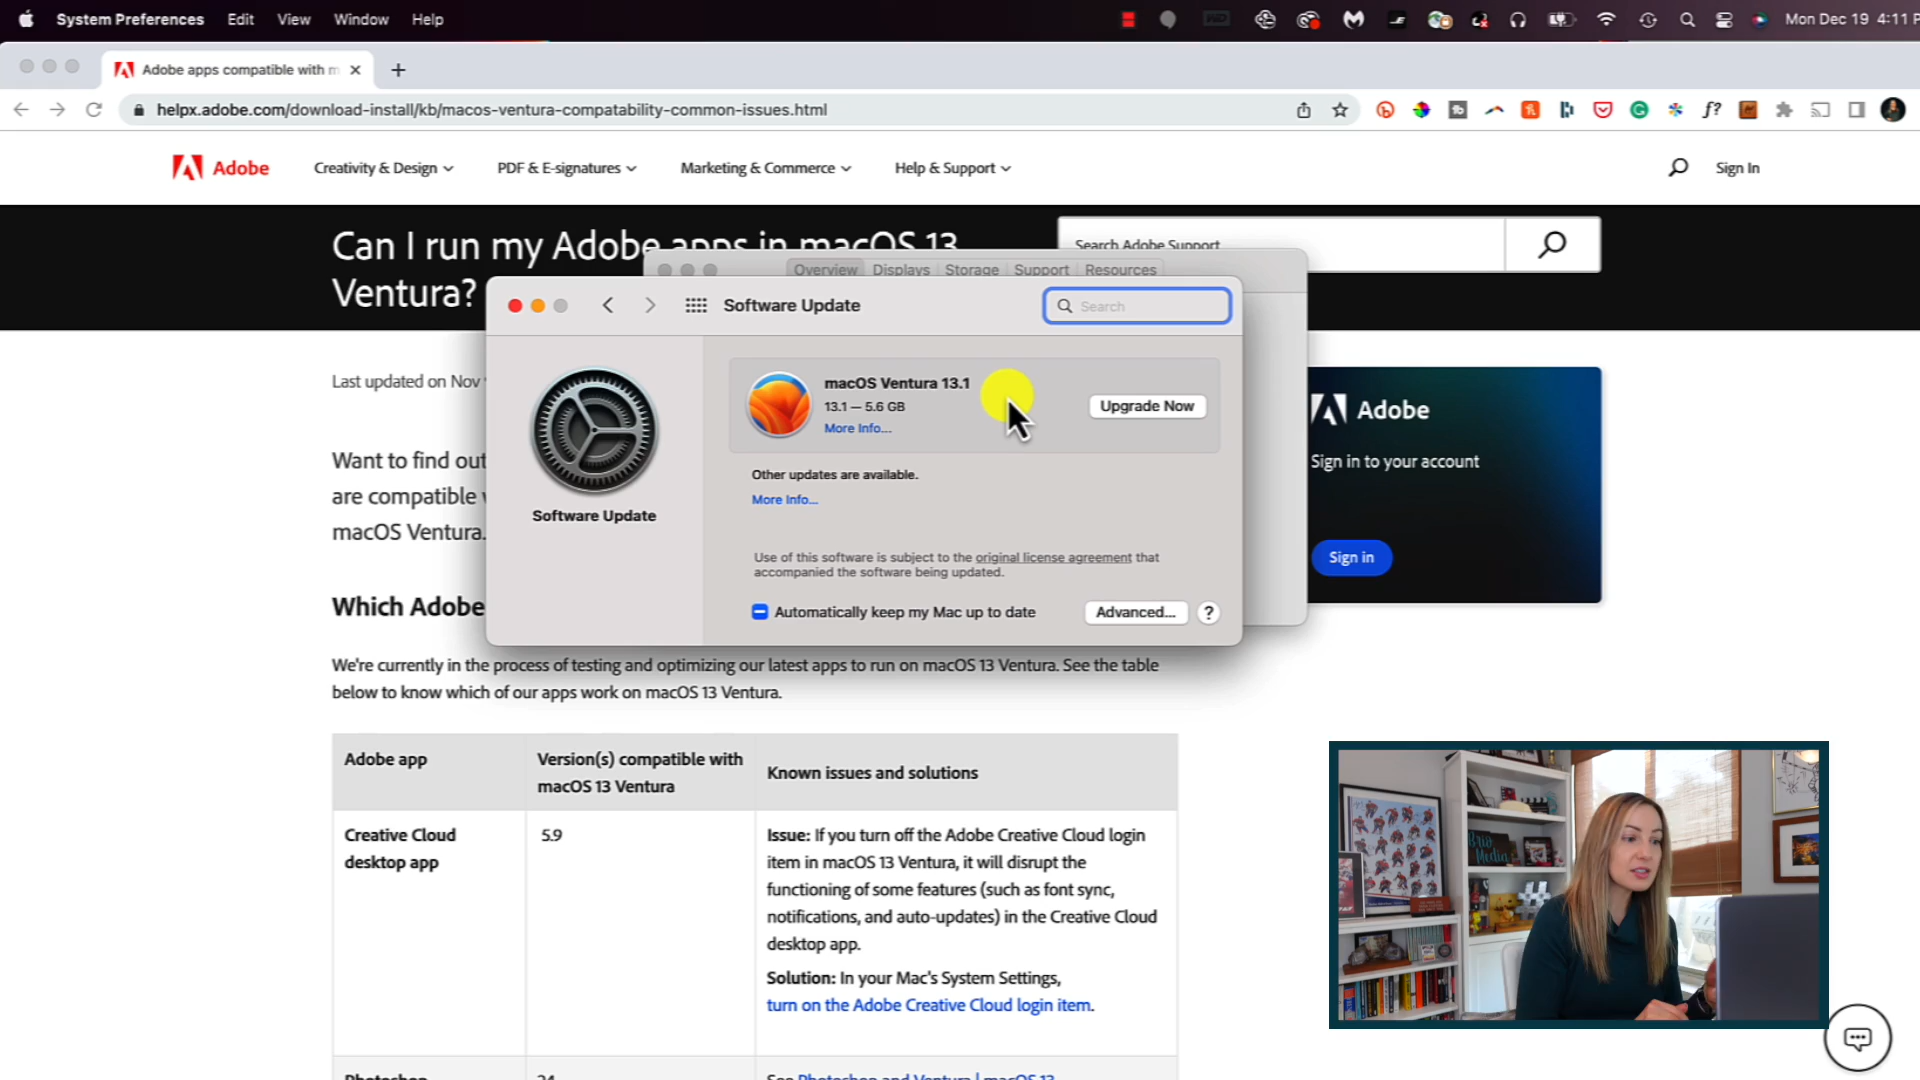 System Preferences Edit View Window Help
Mon Dec 19 4:11 P
Adobe apps compatible with m
helpx.adobe.com/download-install/kb/macos-ventura-compatability-common-issues.html
Adobe Creativity & Design PDF & E-signatures Marketing & Commerce Help & Support Sign In
Can I run my Adobe apps in macOS 13
Ventura?
Search Adobe Support
Overview Displays Storage Support Resources
Software Update
Search
Last updated on Nov
macOS Ventura 13.1
13.1 — 5.6 GB
More Info...
Upgrade Now
Adobe
Sign in to your account
Sign in
Want to find out
are compatible
macOS Ventura.
Software Update
Other updates are available.
More Info...
Use of this software is subject to the original license agreement that
accompanied the software being updated.
Automatically keep my Mac up to date
Advanced...
?
Which Adobe
We're currently in the process of testing and optimizing our latest apps to run on macOS 13 Ventura. See the table
below to know which of our apps work on macOS 13 Ventura.
Adobe app
Version(s) compatible with
macOS 13 Ventura
Known issues and solutions
Creative Cloud
desktop app
5.9
Issue: If you turn off the Adobe Creative Cloud login
item in macOS 13 Ventura, it will disrupt the
functioning of some features (such as font sync,
notifications, and auto-updates) in the Creative Cloud
desktop app.
Solution: In your Mac's System Settings,
turn on the Adobe Creative Cloud login item.
Photoshop
24
See Photoshop and Ventura | macOS 13
Brio
Media